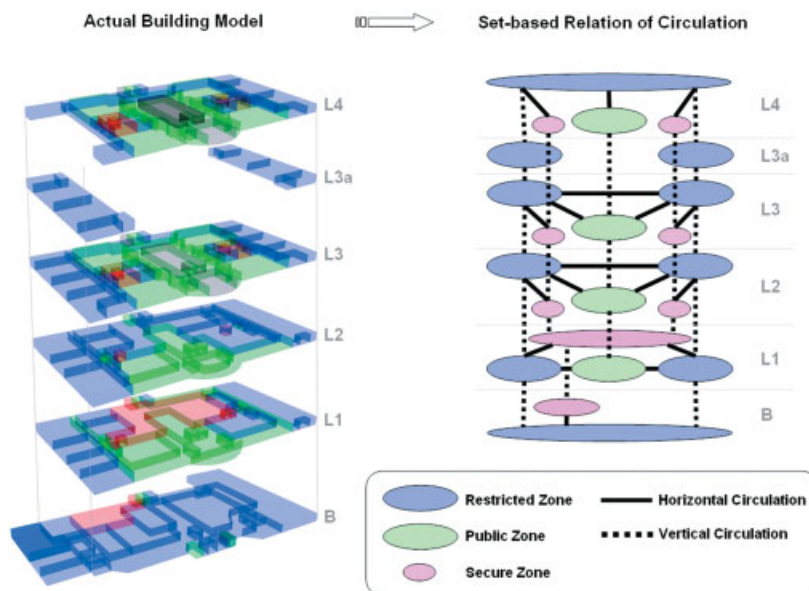 Actual Building Model
Set-based Relation of Circulation
L4
L3a
L3
L2
L1
B
L4
L3a
L3
L2
L1
B
Restricted Zone
Horizontal Circulation
Public Zone
Vertical Circulation
Secure Zone